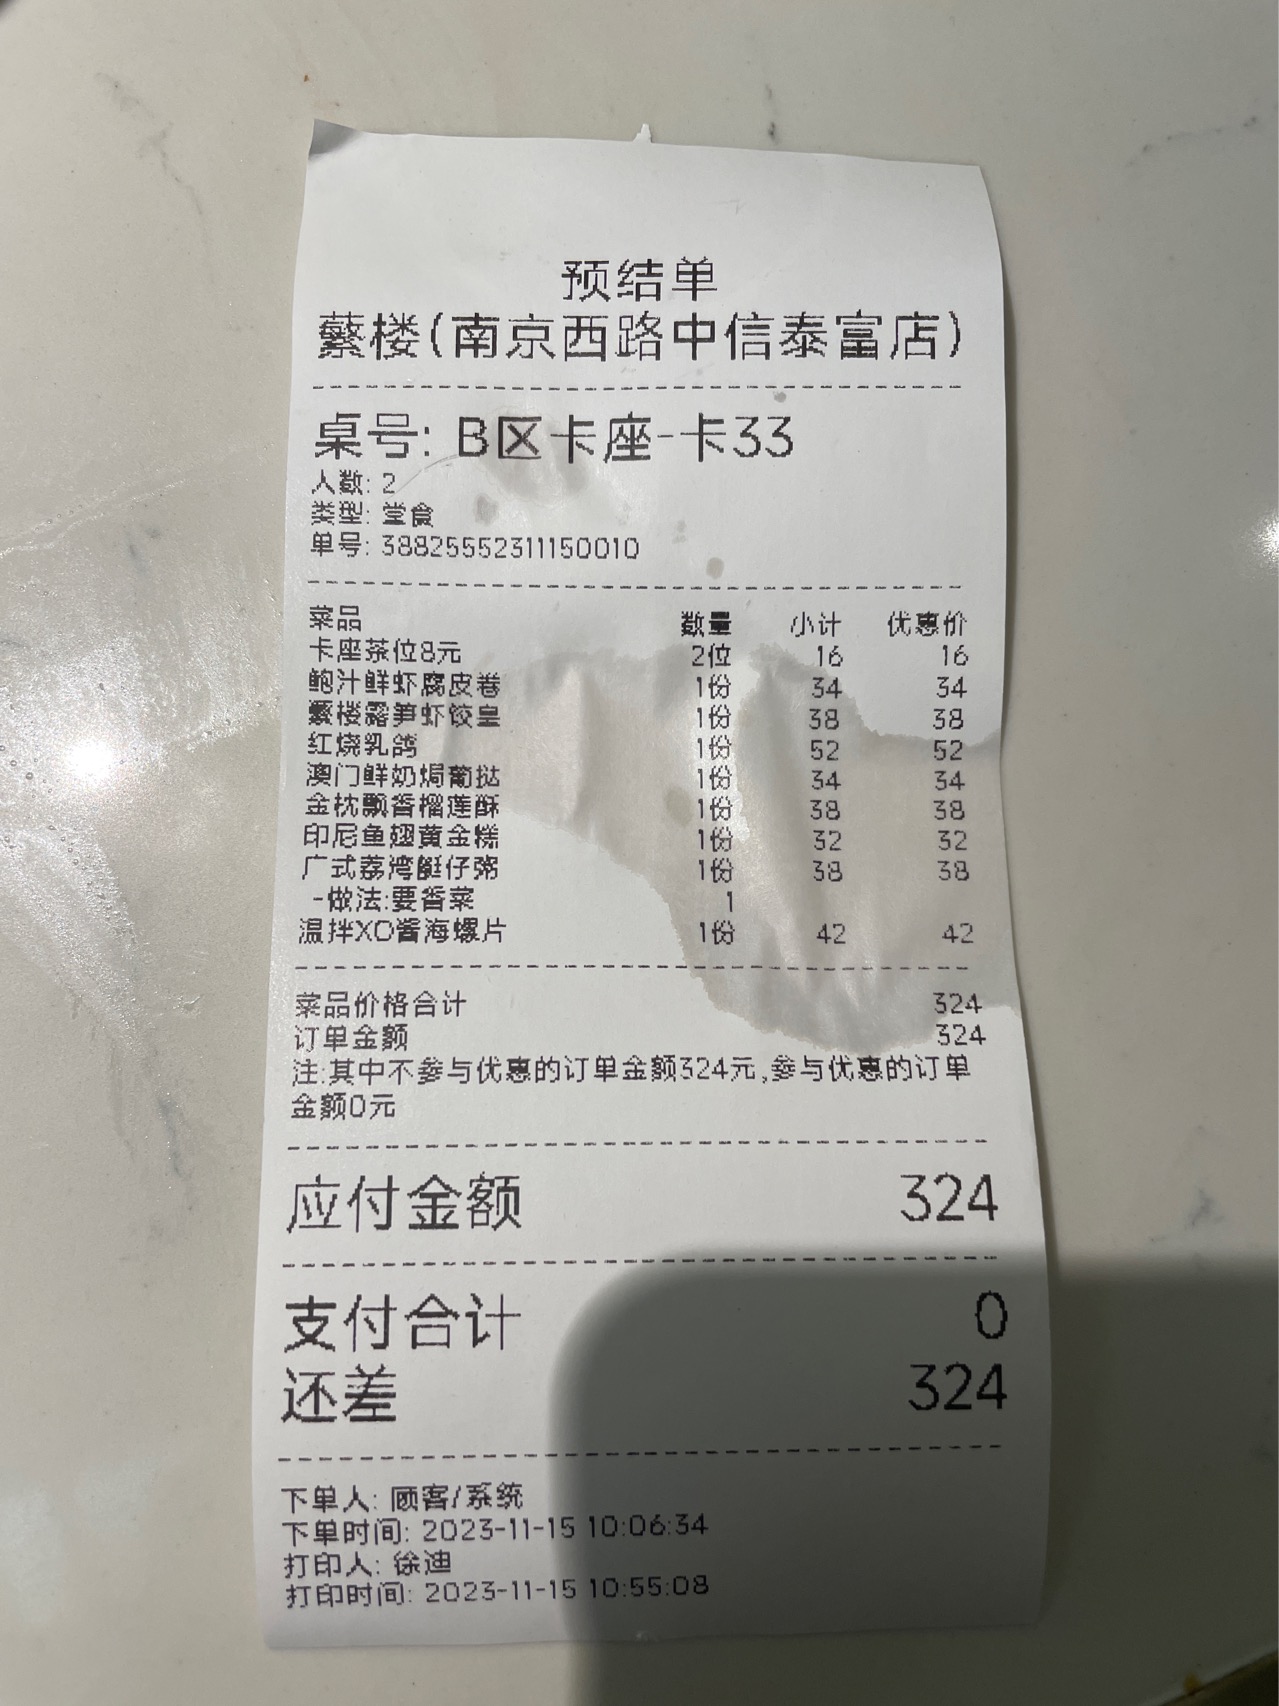 预结单
蘩楼(南京西路中信泰富店)
桌号: B区卡座-卡33
人数: 2
类型: 堂食
单号: 38825552311150010
菜品 数量 小计 优惠价
卡座茶位8元 2位 16 16
鲍汁鲜虾腐皮卷 1份 34 34
蘩楼露笋虾饺皇 1份 38 38
红烧乳鸽 1份 52 52
澳门鲜奶焗葡挞 1份 34 34
金枕飘香榴莲酥 1份 38 38
印尼鱼翅黄金糕 1份 32 32
广式荔湾艇仔粥 1份 38 38
-做法:要香菜 1
温拌XO酱海螺片 1份 42 42
菜品价格合计 324
订单金额 324
注:其中不参与优惠的订单金额324元,参与优惠的订单
金额0元
应付金额 324
支付合计 0
还差 324
下单人: 顾客/系统
下单时间: 2023-11-15 10:06:34
打印人: 徐迪
打印时间: 2023-11-15 10:55:08